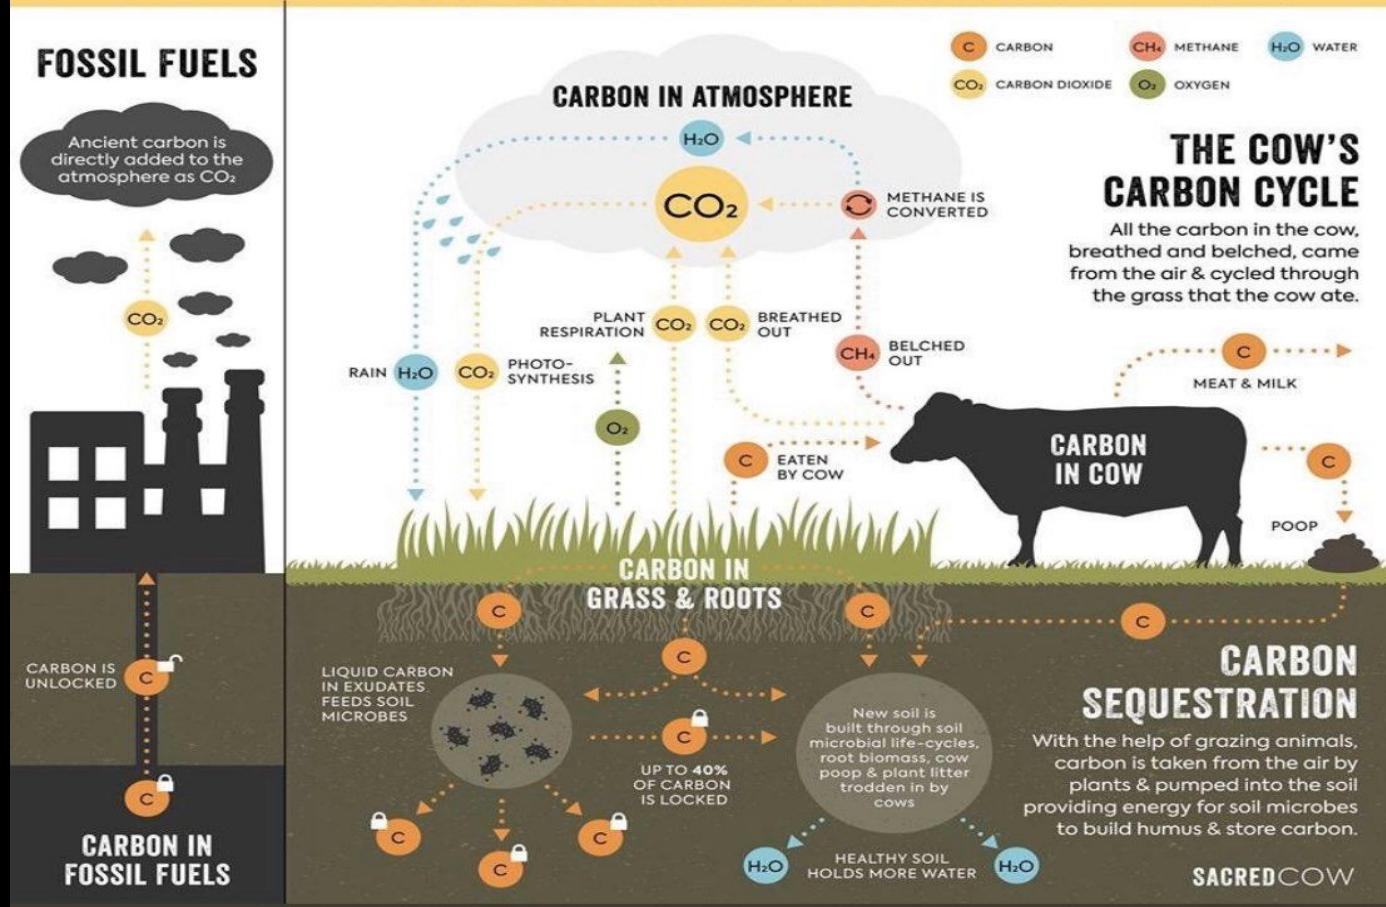 FOSSIL FUELS
Ancient carbon is
directly added to the
atmosphere as CO₂
CO₂
CARBON IS
UNLOCKED
C
C
CARBON IN
FOSSIL FUELS
C CARBON
CH₄ METHANE
H₂O WATER
CO₂ CARBON DIOXIDE
O₂ OXYGEN
THE COW'S
CARBON CYCLE
All the carbon in the cow,
breathed and belched, came
from the air & cycled through
the grass that the cow ate.
CARBON IN ATMOSPHERE
H₂O
CO₂
METHANE IS
CONVERTED
RAIN H₂O
CO₂ PHOTO-
SYNTHESIS
O₂
PLANT
RESPIRATION
CO₂
CO₂
BREATHED
OUT
CH₄
BELCHED
OUT
C
EATEN
BY COW
C
MEAT & MILK
CARBON
IN COW
C
POOP
CARBON IN
GRASS & ROOTS
C
C
C
C
LIQUID CARBON
IN EXUDATES
FEEDS SOIL
MICROBES
C
UP TO 40%
OF CARBON
IS LOCKED
C
C
C
New soil is
built through soil
microbial life-cycles,
root biomass, cow
poop & plant litter
trodden in by
cows
H₂O
HEALTHY SOIL
HOLDS MORE WATER
H₂O
CARBON
SEQUESTRATION
With the help of grazing animals,
carbon is taken from the air by
plants & pumped into the soil
providing energy for soil microbes
to build humus & store carbon.
SACREDCOW